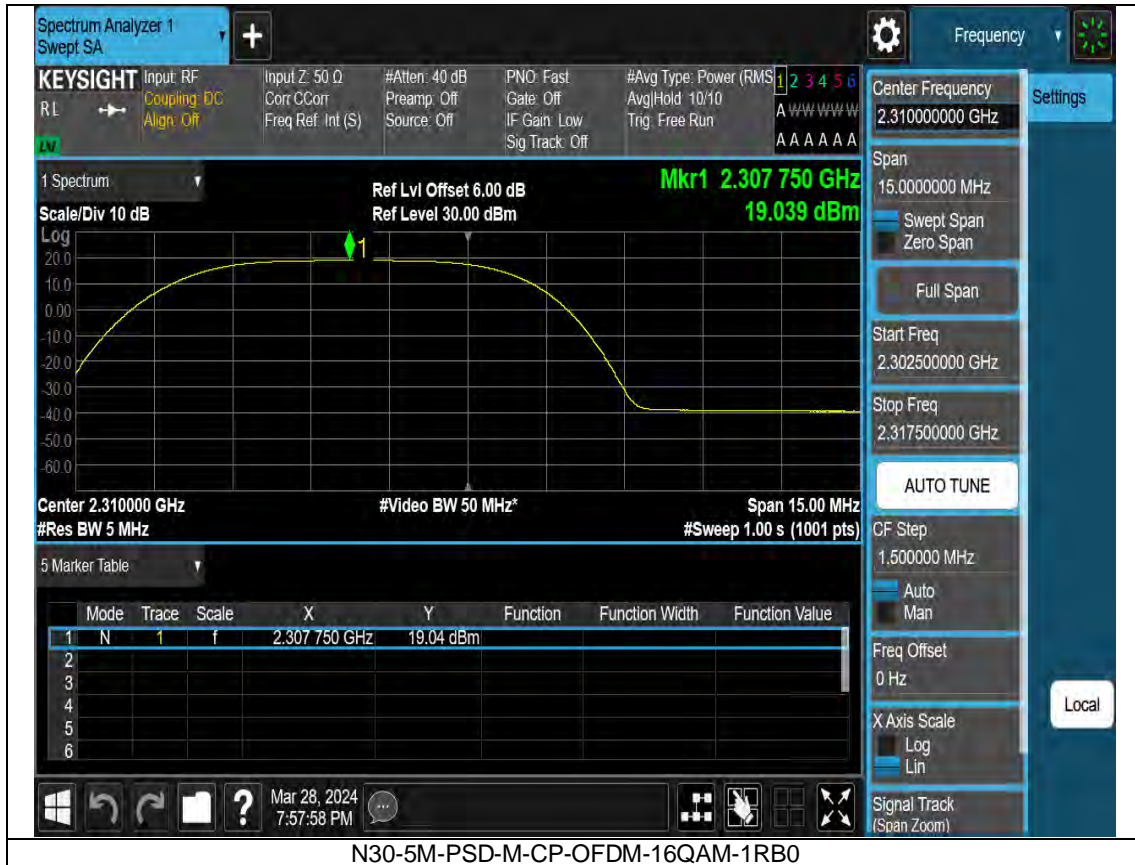 Spectrum Analyzer 1
Swept SA
+
Frequency
KEYSIGHT
RL
Input: RF
Coupling: DC
Align: Off
Input Z: 50 Ω
Corr CCorr
Freq Ref: Int (S)
#Atten: 40 dB
Preamp: Off
Source: Off
PNO: Fast
Gate: Off
IF Gain: Low
Sig Track: Off
#Avg Type: Power (RMS
Avg|Hold: 10/10
Trig: Free Run
1 2 3 4 5 6
A W W W W W
A A A A A A
1 Spectrum
Scale/Div 10 dB
Ref Lvl Offset 6.00 dB
Ref Level 30.00 dBm
Mkr1 2.307 750 GHz
19.039 dBm
Log
1
20.0
10.0
0.00
-10.0
-20.0
-30.0
-40.0
-50.0
-60.0
Center 2.310000 GHz
#Video BW 50 MHz*
Span 15.00 MHz
#Res BW 5 MHz
#Sweep 1.00 s (1001 pts)
5 Marker Table
Mode Trace Scale X Y Function Function Width Function Value
1 N 1 f 2.307 750 GHz 19.04 dBm
2
3
4
5
6
Center Frequency
2.310000000 GHz
Settings
Span
15.0000000 MHz
Swept Span
Zero Span
Full Span
Start Freq
2.302500000 GHz
Stop Freq
2.317500000 GHz
AUTO TUNE
CF Step
1.500000 MHz
Auto
Man
Freq Offset
0 Hz
X Axis Scale
Log
Lin
Local
Signal Track
(Span Zoom)
?
Mar 28, 2024
7:57:58 PM
N30-5M-PSD-M-CP-OFDM-16QAM-1RB0